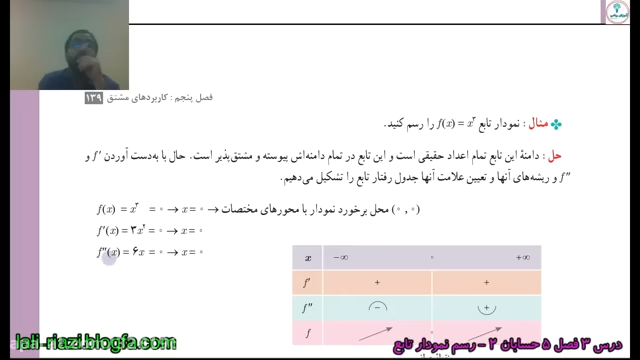 فصل پنجم : کاربردهای مشتق ۱۳۹
مثال : نمودار تابع f(x) = x³ را رسم کنید.
حل : دامنهٔ این تابع تمام اعداد حقیقی است و این تابع در تمام دامنه‌اش پیوسته و مشتق‌پذیر است. حال با به‌دست آوردن f′ و
f″ و ریشه‌های آنها و تعیین علامت آنها جدول رفتار تابع را تشکیل می‌دهیم.
f(x) = x³ = ۰ → x = ۰ → محل برخورد نمودار با محورهای مختصات (۰ , ۰)
f′(x) = ۳x² = ۰ → x = ۰
f″(x) = ۶x = ۰ → x = ۰
x −∞ ۰ +∞
f′ + +
f″ − +
f ۰
lali-riazi.blogfa.com
درس ۳ فصل ۵ حسابان ۲ - رسم نمودار تابع